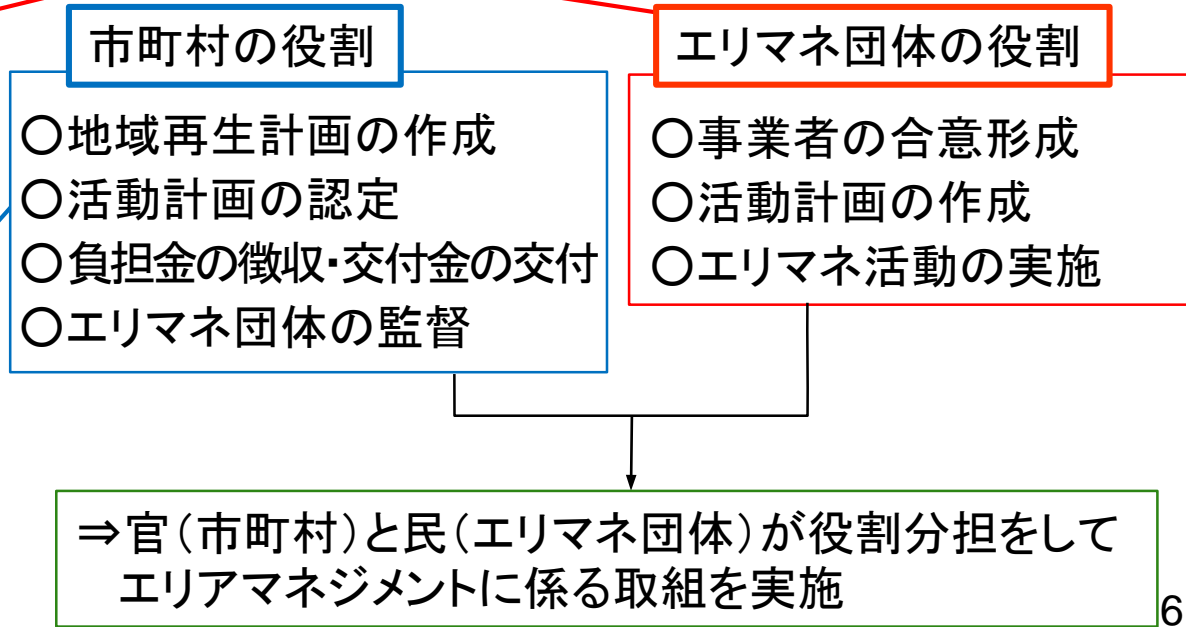 市町村の役割
〇地域再生計画の作成
〇活動計画の認定
〇負担金の徴収・交付金の交付
〇エリマネ団体の監督
エリマネ団体の役割
〇事業者の合意形成
〇活動計画の作成
〇エリマネ活動の実施
⇒官(市町村)と民(エリマネ団体)が役割分担をして
エリアマネジメントに係る取組を実施
6